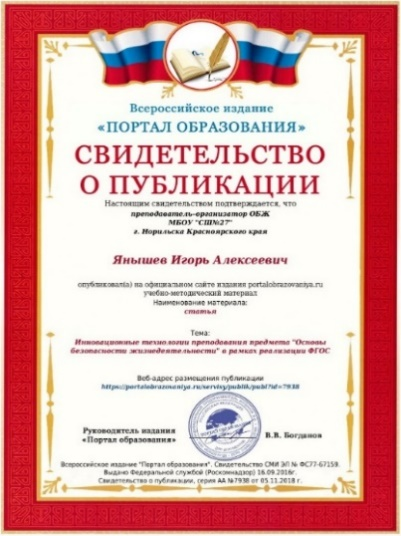 Всероссийское издание
«ПОРТАЛ ОБРАЗОВАНИЯ»
СВИДЕТЕЛЬСТВО
О ПУБЛИКАЦИИ
Настоящим свидетельством подтверждается, что
преподаватель-организатор ОБЖ
МБОУ "СШ№27"
г. Норильска Красноярского края
Янышев Игорь Алексеевич
опубликовал(а) на официальном сайте издания portalobrazovaniya.ru
учебно-методический материал
Наименование материала:
статья
Тема:
Инновационные технологии преподавания предмета "Основы
безопасности жизнедеятельности" в рамках реализации ФГОС
Веб-адрес размещения публикации
https://portalobrazovaniya.ru/servisy/publik/publ?id=7938
Руководитель издания
«Портал образования»
В.В. Богданов
Всероссийское издание "Портал образования". Свидетельство СМИ ЭЛ № ФС77-67159.
Выдано Федеральной службой (Роскомнадзор) 16.09.2016г.
Свидетельство о публикации, серия АА №7938 от 05.11.2018 г.